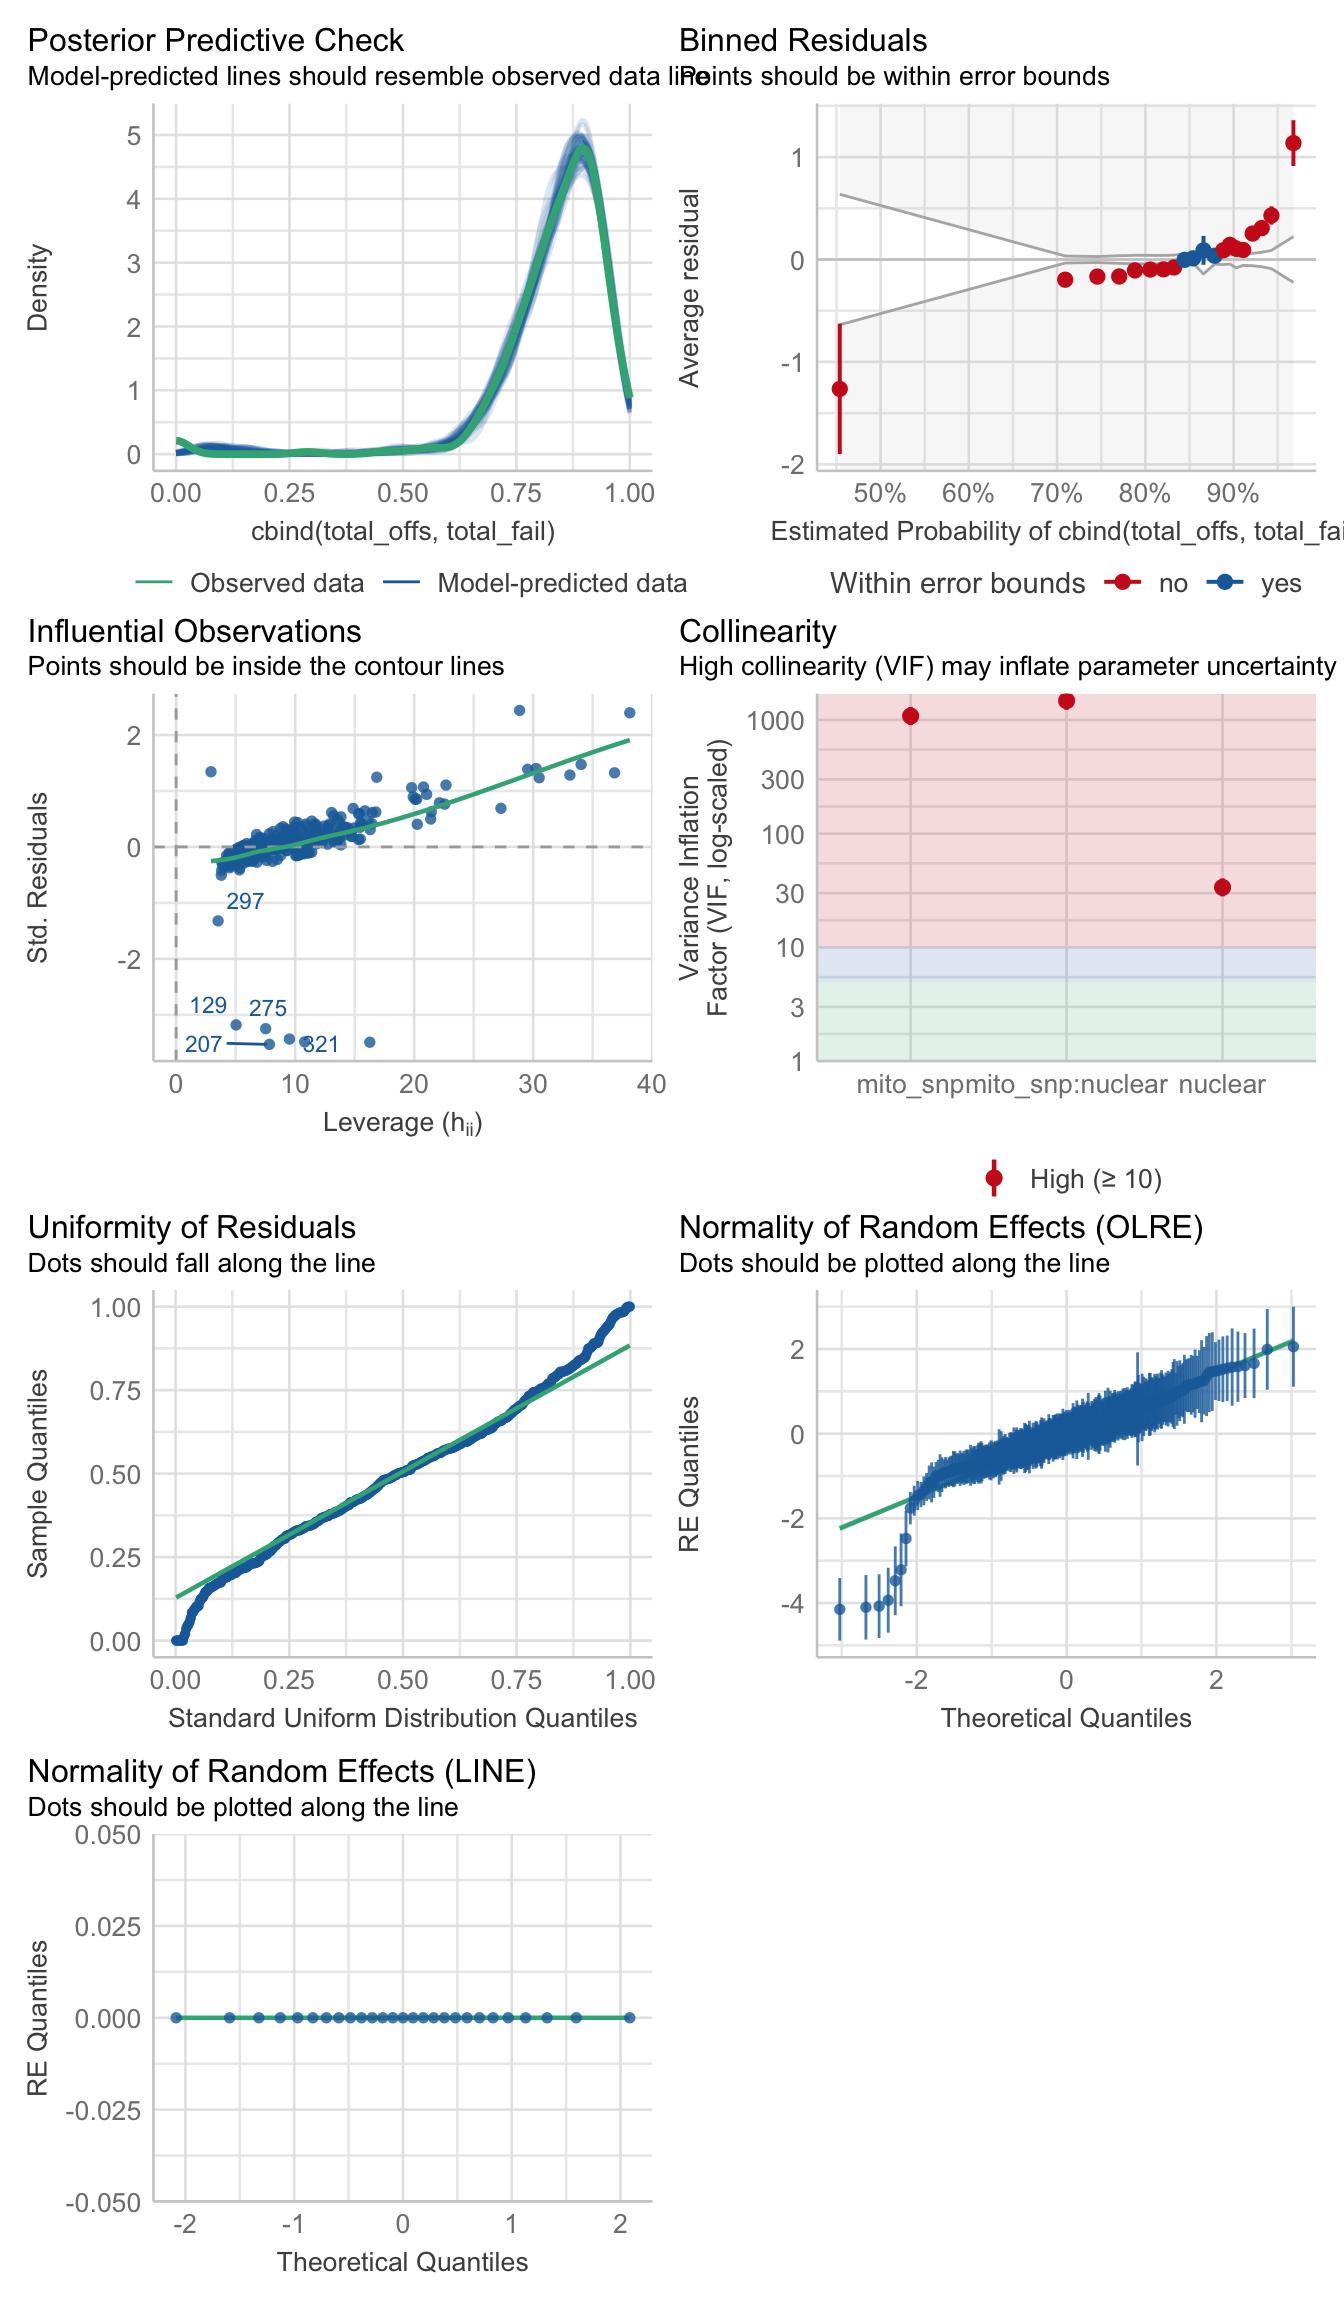 Posterior Predictive Check
Model-predicted lines should resemble observed data line
5
4
3
2
1
0
Density
0.00 0.25 0.50 0.75 1.00
cbind(total_offs, total_fail)
Observed data Model-predicted data
Binned Residuals
Points should be within error bounds
1
0
-1
-2
Average residual
50% 60% 70% 80% 90%
Estimated Probability of cbind(total_offs, total_fai
Within error bounds no yes
Influential Observations
Points should be inside the contour lines
2
0
-2
Std. Residuals
297
129 275
207 321
0 10 20 30 40
Leverage (hii)
Collinearity
High collinearity (VIF) may inflate parameter uncertainty
1000
300
100
30
10
3
1
Variance Inflation
Factor (VIF, log-scaled)
mito_snp mito_snp:nuclear nuclear
High (≥ 10)
Uniformity of Residuals
Dots should fall along the line
1.00
0.75
0.50
0.25
0.00
Sample Quantiles
0.00 0.25 0.50 0.75 1.00
Standard Uniform Distribution Quantiles
Normality of Random Effects (OLRE)
Dots should be plotted along the line
2
0
-2
-4
RE Quantiles
-2 0 2
Theoretical Quantiles
Normality of Random Effects (LINE)
Dots should be plotted along the line
0.050
0.025
0.000
-0.025
-0.050
RE Quantiles
-2 -1 0 1 2
Theoretical Quantiles